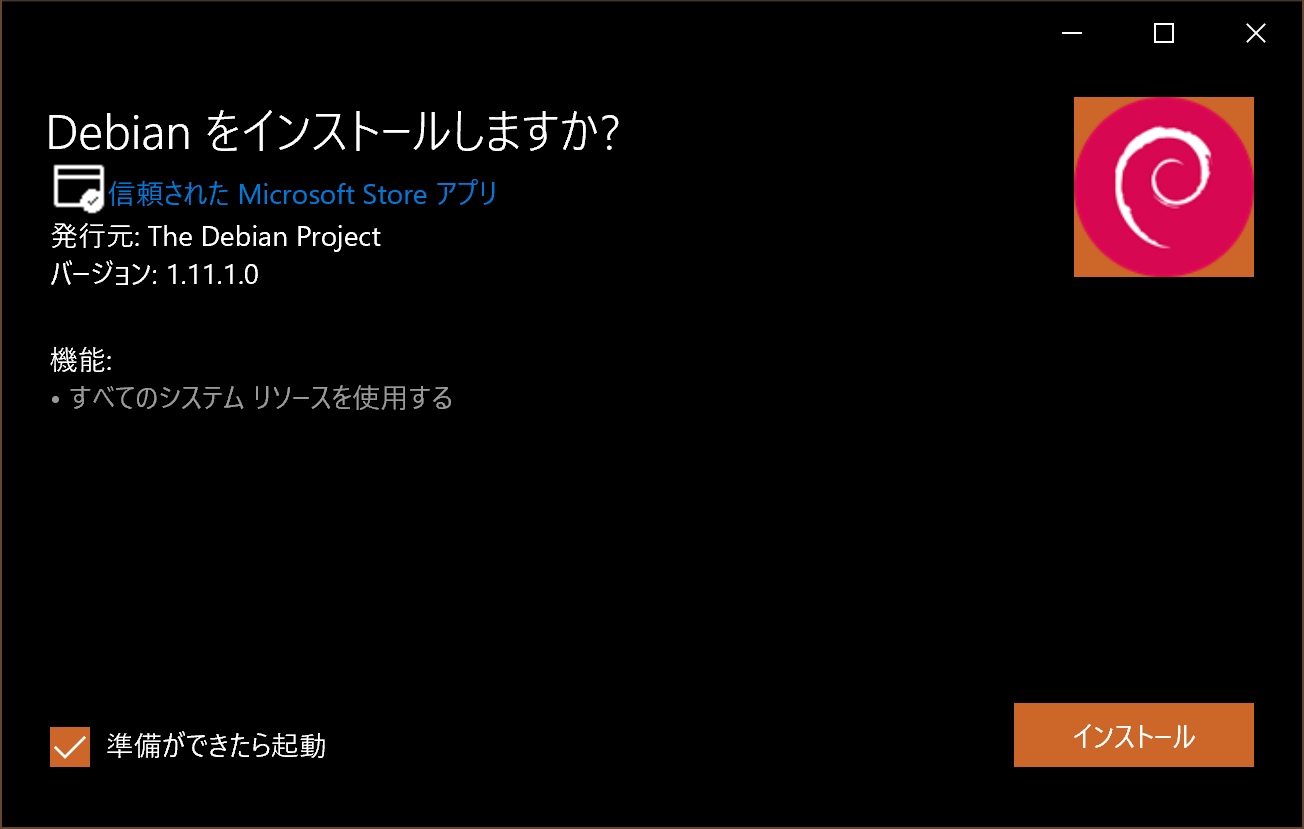 Debian をインストールしますか?
信頼された Microsoft Store アプリ
発行元: The Debian Project
バージョン: 1.11.1.0
機能:
• すべてのシステム リソースを使用する
準備ができたら起動
インストール